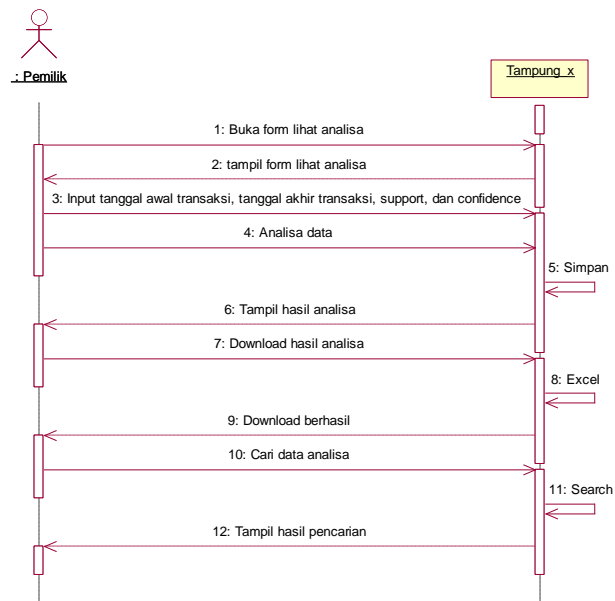 : Pemilik
Tampung_x
1: Buka form lihat analisa
2: tampil form lihat analisa
3: Input tanggal awal transaksi, tanggal akhir transaksi, support, dan confidence
4: Analisa data
5: Simpan
6: Tampil hasil analisa
7: Download hasil analisa
8: Excel
9: Download berhasil
10: Cari data analisa
11: Search
12: Tampil hasil pencarian